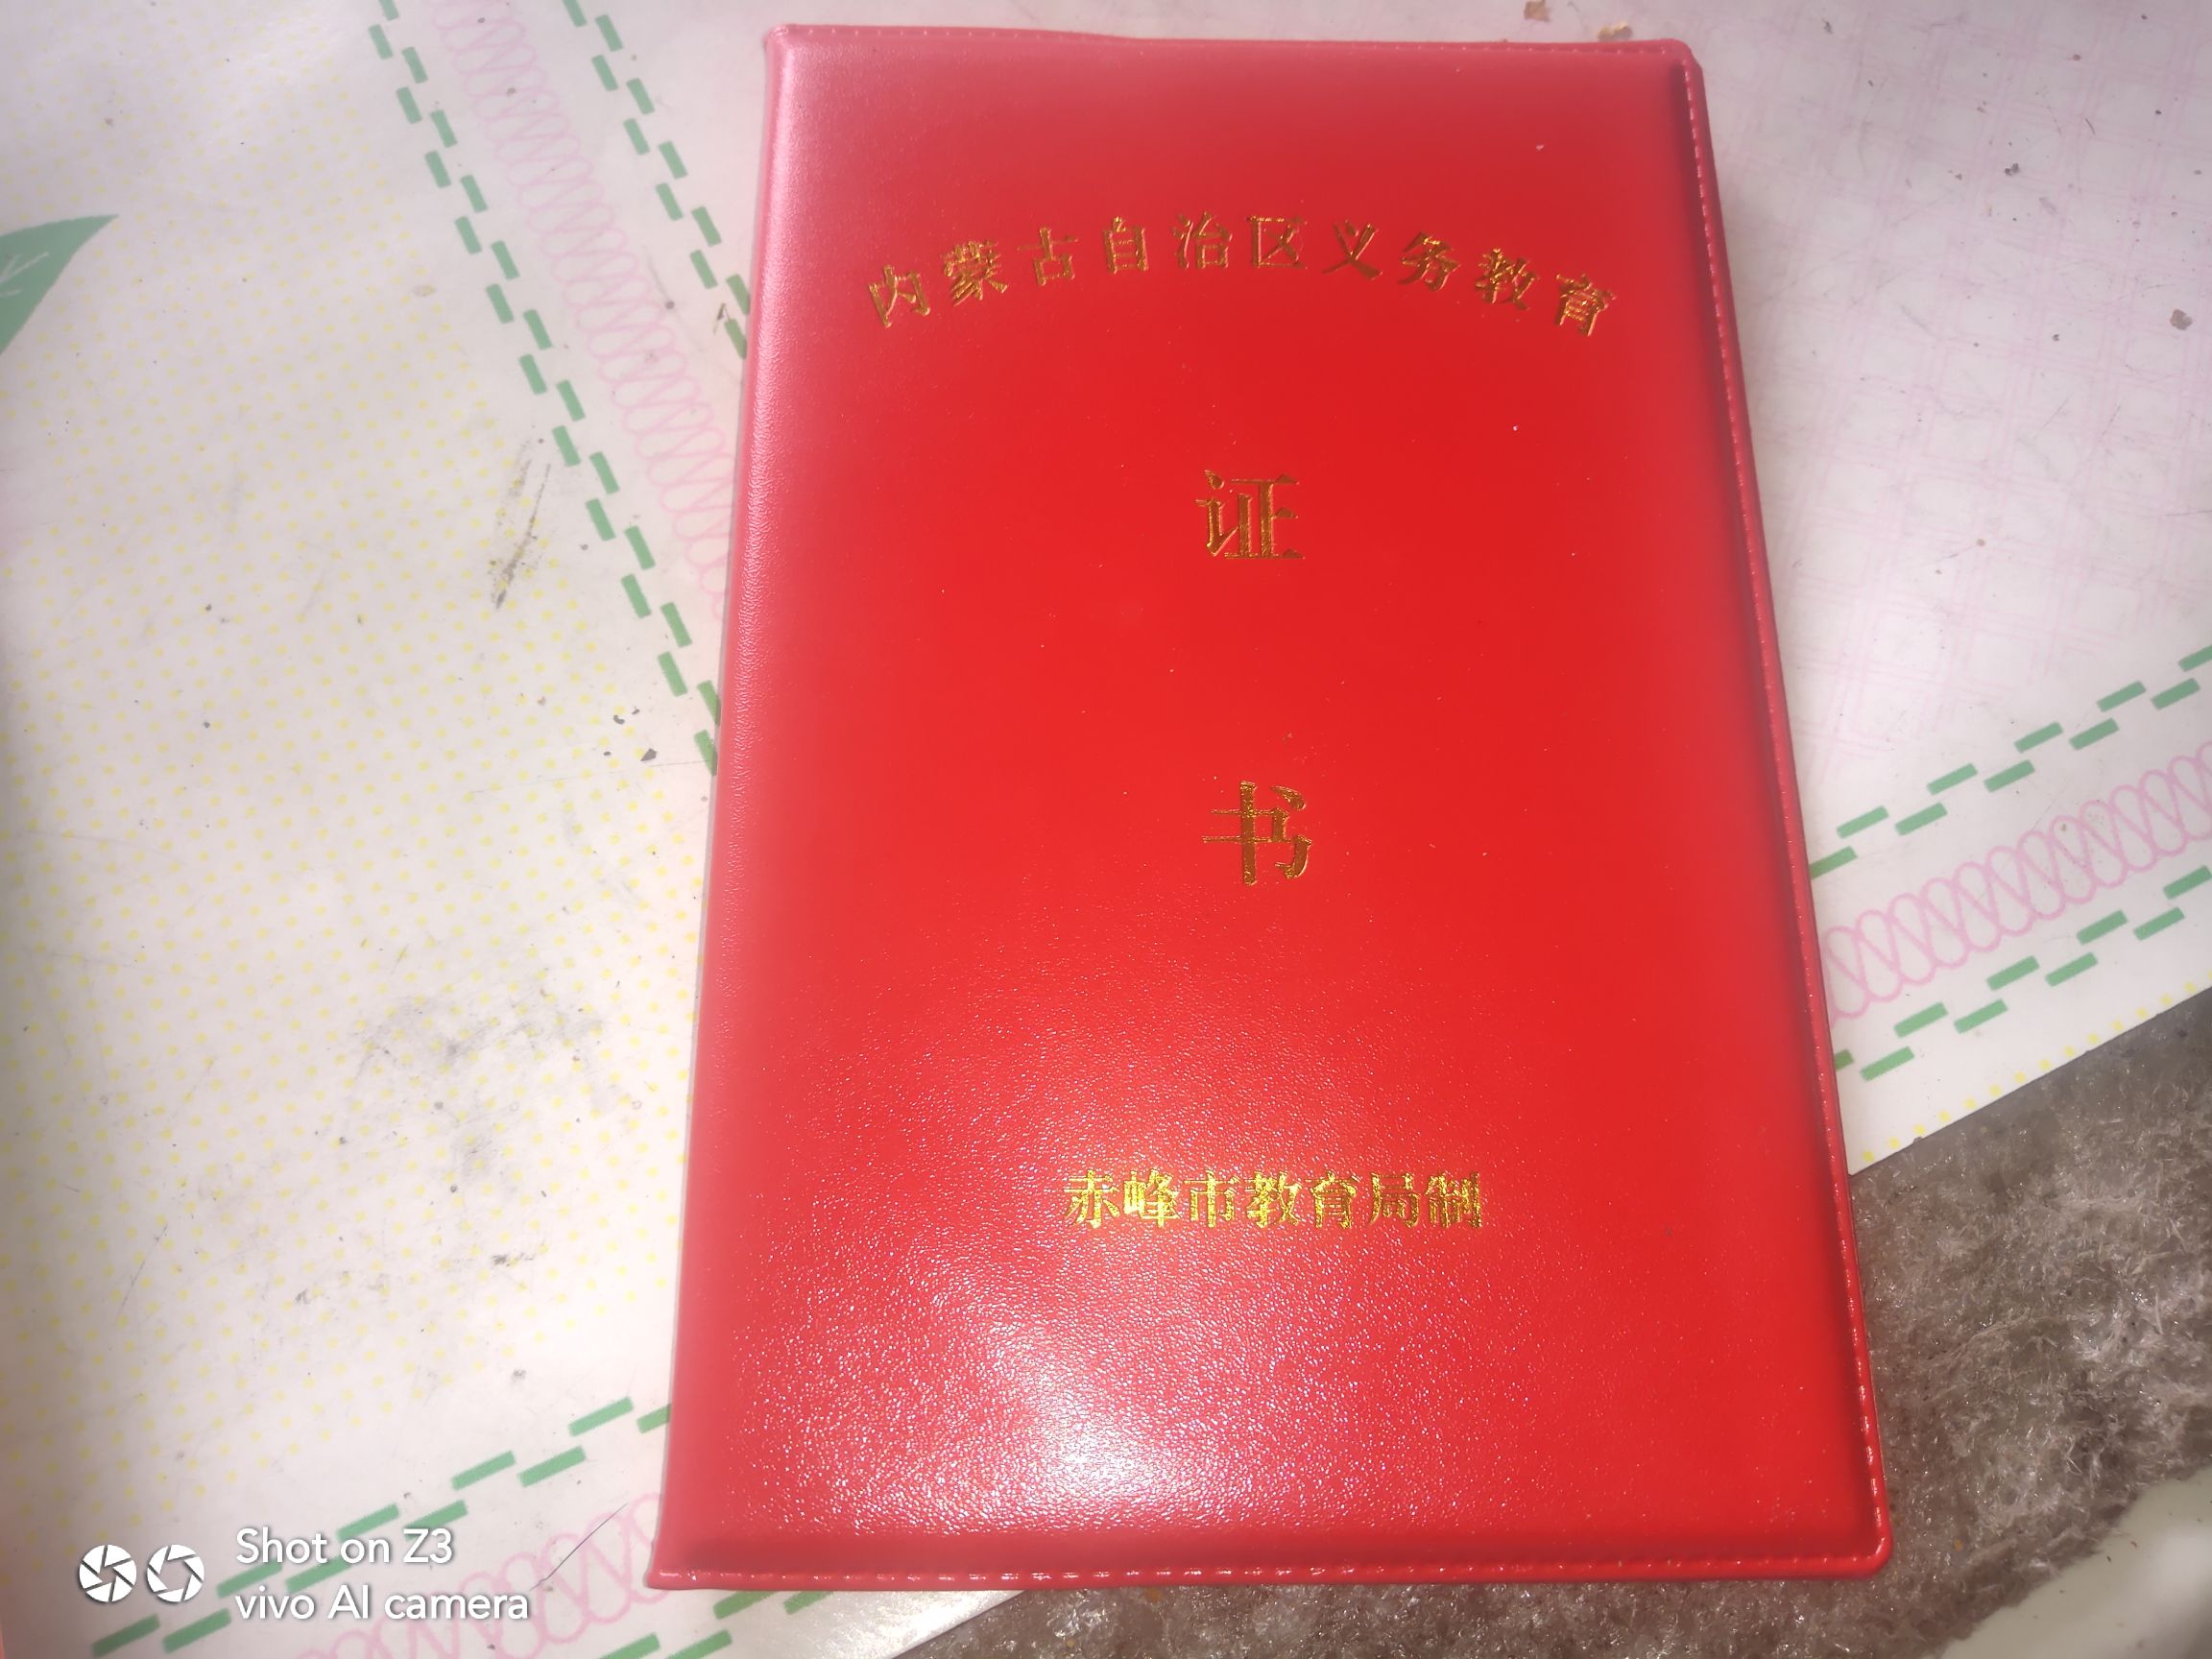 内蒙古自治区义务教育
证
书
赤峰市教育局制
Shot on Z3
vivo AI camera